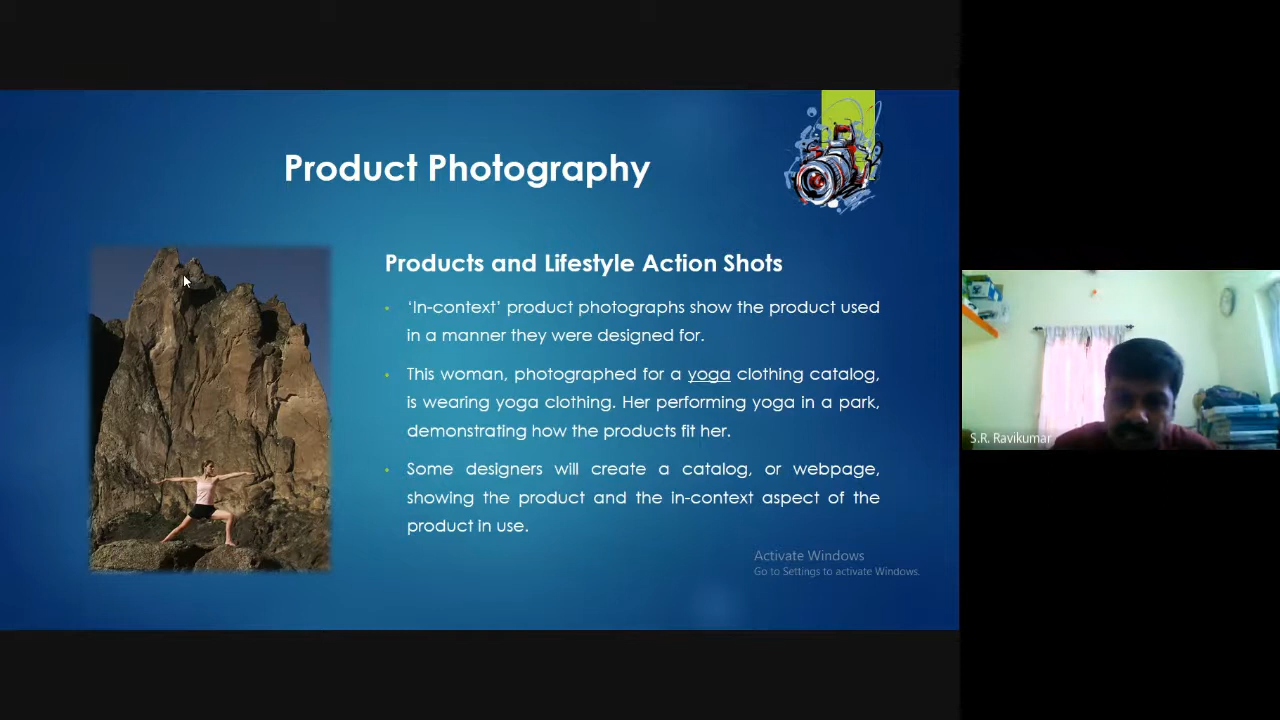 Product Photography
Products and Lifestyle Action Shots
‘In-context’ product photographs show the product used
in a manner they were designed for.
This woman, photographed for a yoga clothing catalog,
is wearing yoga clothing. Her performing yoga in a park,
demonstrating how the products fit her.
Some designers will create a catalog, or webpage,
showing the product and the in-context aspect of the
product in use.
Activate Windows
Go to Settings to activate Windows.
S.R. Ravikumar